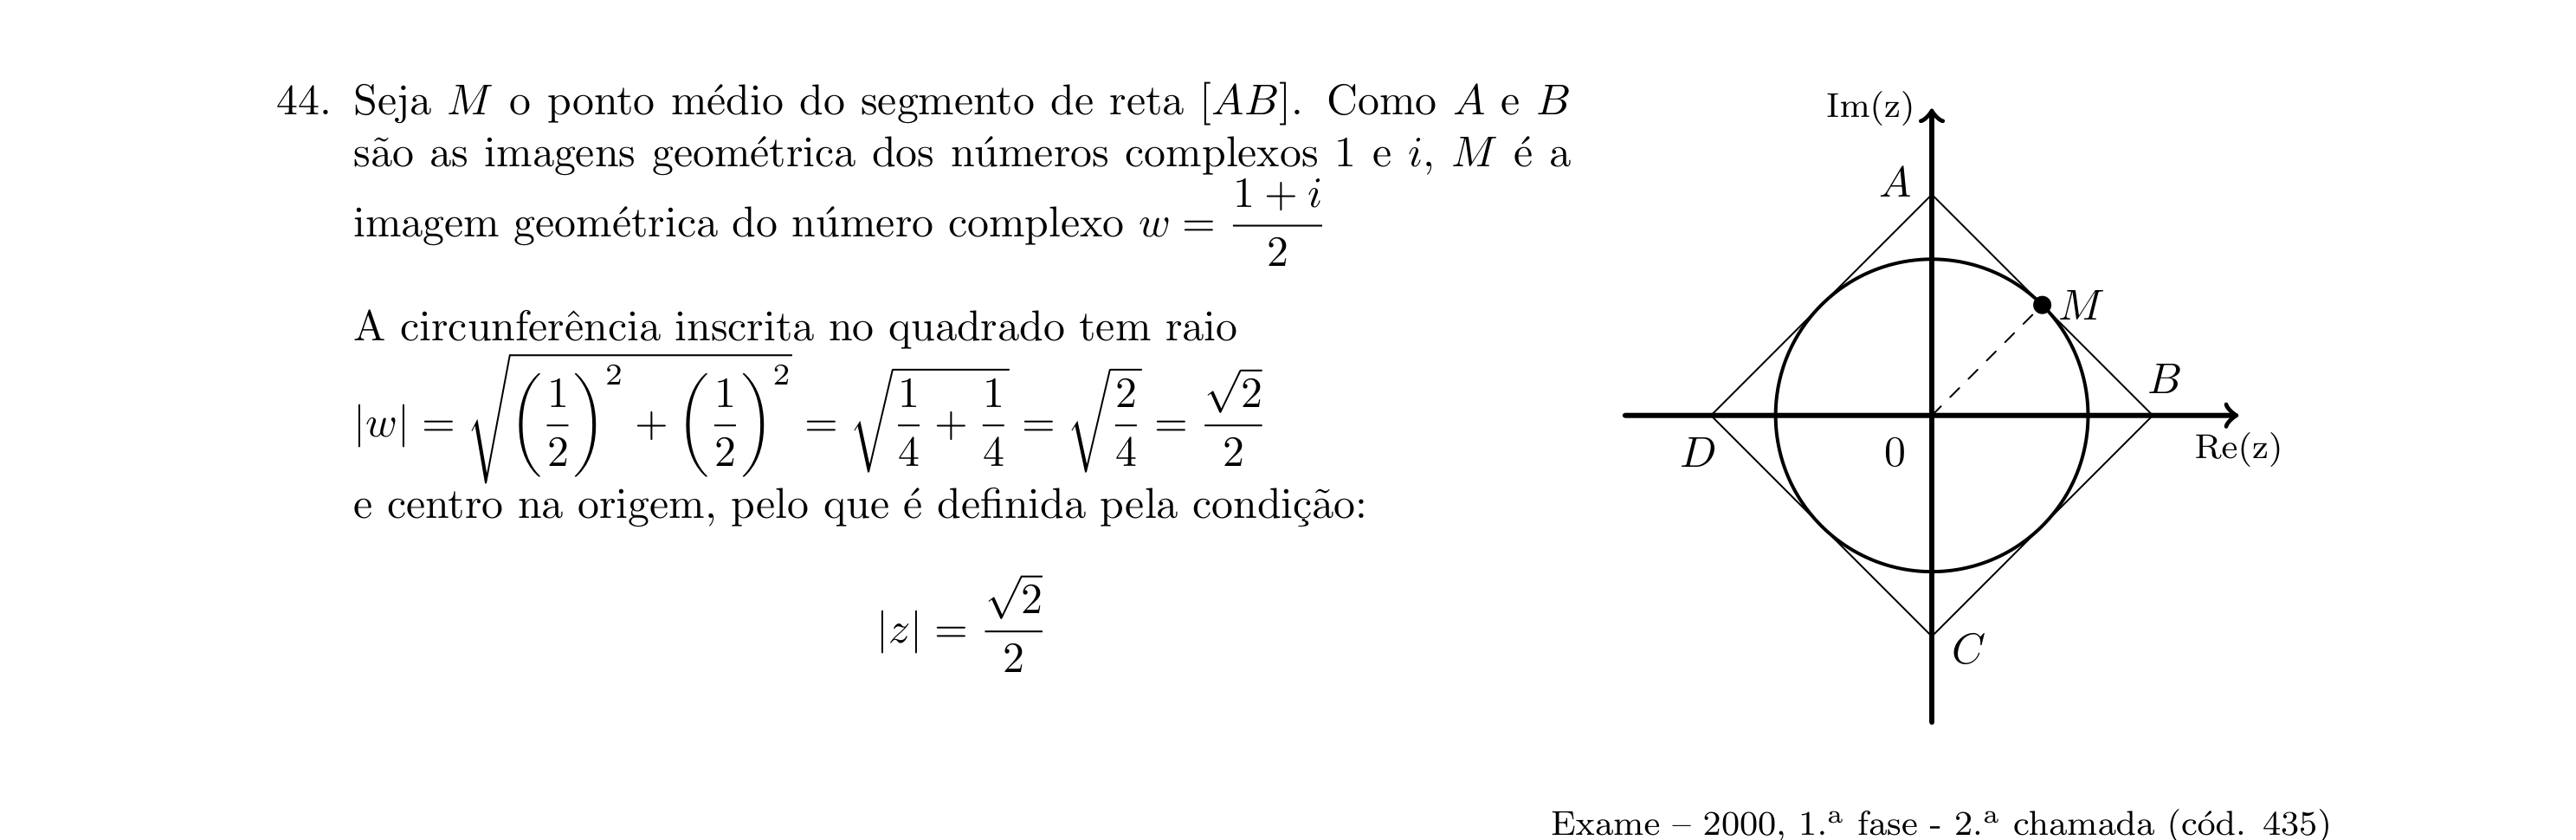 44. Seja M o ponto médio do segmento de reta [AB]. Como A e B
são as imagens geométrica dos números complexos 1 e i, M é a
imagem geométrica do número complexo w = \frac{1 + i}{2}
A circunferência inscrita no quadrado tem raio
|w| = \sqrt{\left(\frac{1}{2}\right)^2 + \left(\frac{1}{2}\right)^2} = \sqrt{\frac{1}{4} + \frac{1}{4}} = \sqrt{\frac{2}{4}} = \frac{\sqrt{2}}{2}
e centro na origem, pelo que é definida pela condição:
|z| = \frac{\sqrt{2}}{2}
Im(z)
A
M
B
D
0
Re(z)
C
Exame – 2000, 1.ª fase - 2.ª chamada (cód. 435)